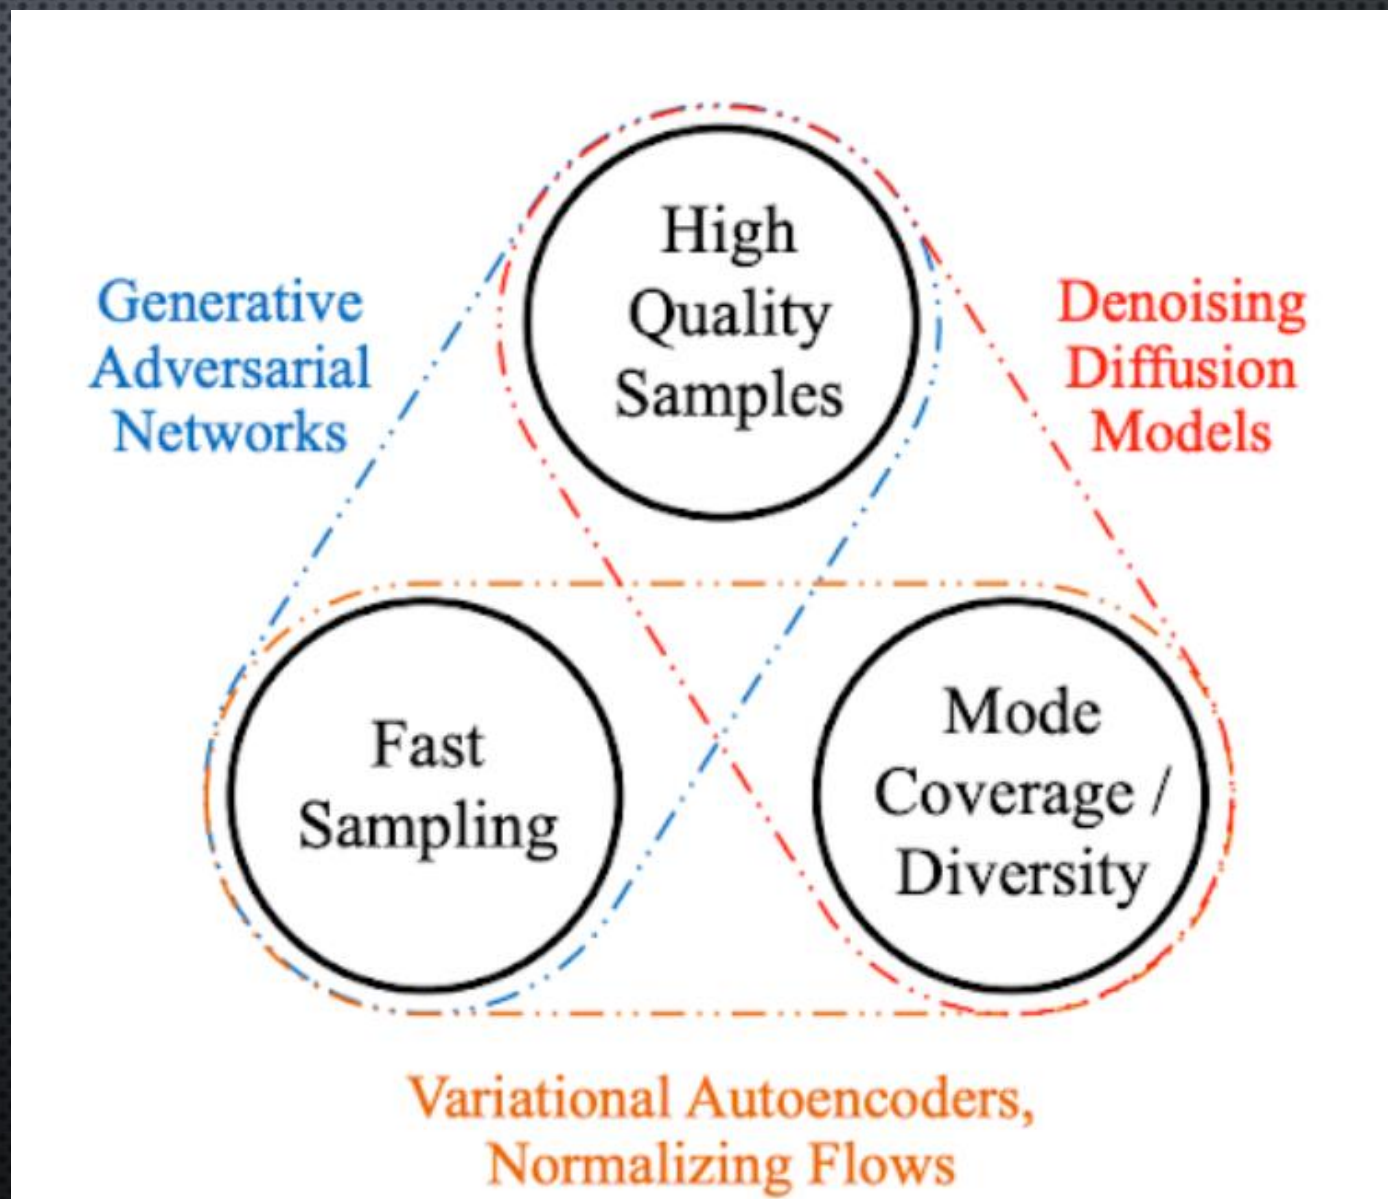 High
Quality
Samples
Generative
Adversarial
Networks
Denoising
Diffusion
Models
Fast
Sampling
Mode
Coverage /
Diversity
Variational Autoencoders,
Normalizing Flows